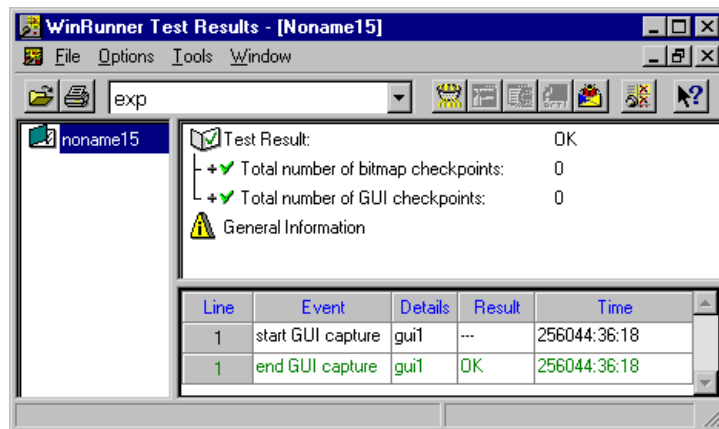 WinRunner Test Results - [Noname15]
File Options Tools Window
exp
noname15
Test Result: OK
Total number of bitmap checkpoints: 0
Total number of GUI checkpoints: 0
General Information
Line Event Details Result Time
1 start GUI capture gui1 --- 256044:36:18
1 end GUI capture gui1 OK 256044:36:18